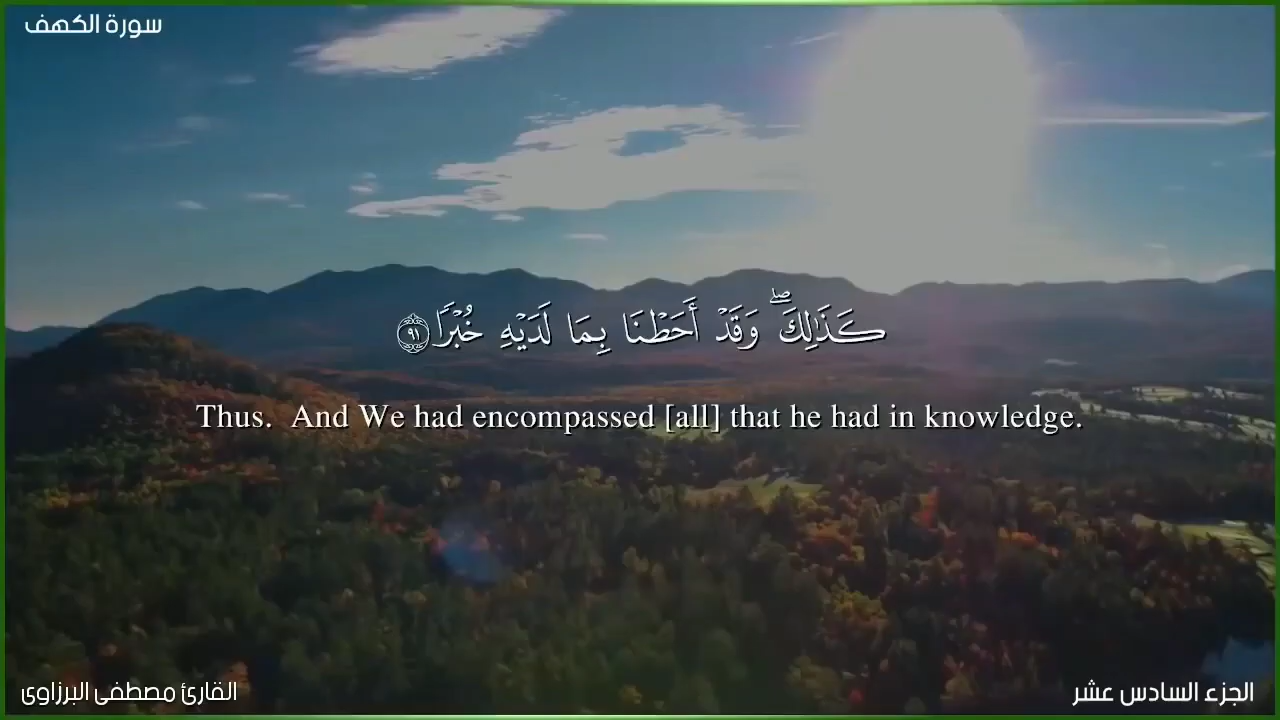 سورة الكهف
كَذَٰلِكَ ۖ وَقَدْ أَحَطْنَا بِمَا لَدَيْهِ خُبْرًا ٩١
Thus. And We had encompassed [all] that he had in knowledge.
القارئ مصطفى البرزاوى
الجزء السادس عشر